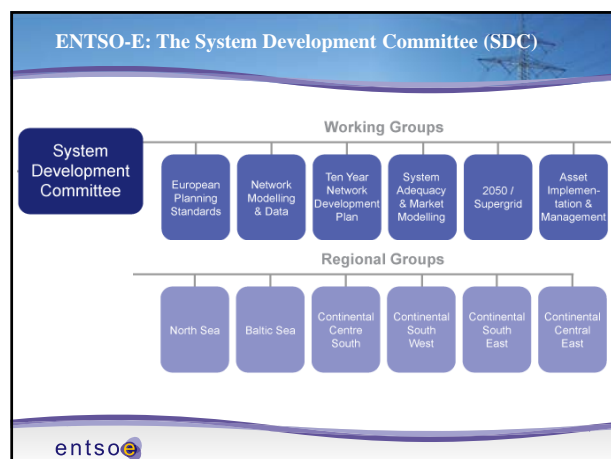 ENTSO-E: The System Development Committee (SDC)
Working Groups
System
Development
Committee
European
Planning
Standards
Network
Modelling
& Data
Ten Year
Network
Development
Plan
System
Adequacy
& Market
Modelling
2050 /
Supergrid
Asset
Implemen-
tation &
Management
Regional Groups
North Sea
Baltic Sea
Continental
Centre
South
Continental
South
West
Continental
South
East
Continental
Central
East
entsoe